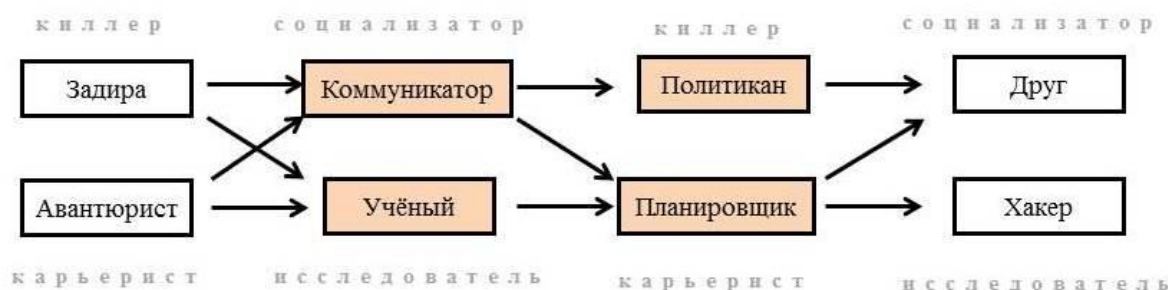 киллер социализатор киллер социализатор
Задира Коммуникатор Политикан Друг
Авантюрист Учёный Планировщик Хакер
карьерист исследователь карьерист исследователь